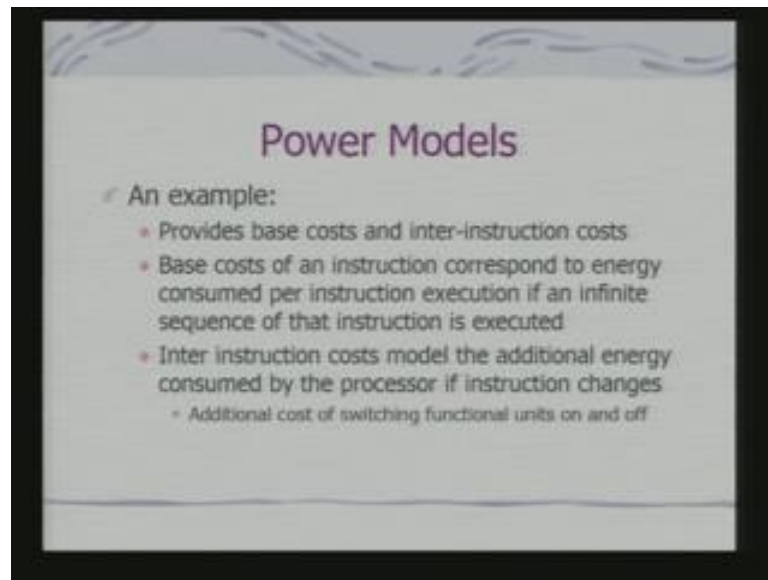 Power Models
An example:
Provides base costs and inter-instruction costs
Base costs of an instruction correspond to energy
consumed per instruction execution if an infinite
sequence of that instruction is executed
Inter instruction costs model the additional energy
consumed by the processor if instruction changes
Additional cost of switching functional units on and off